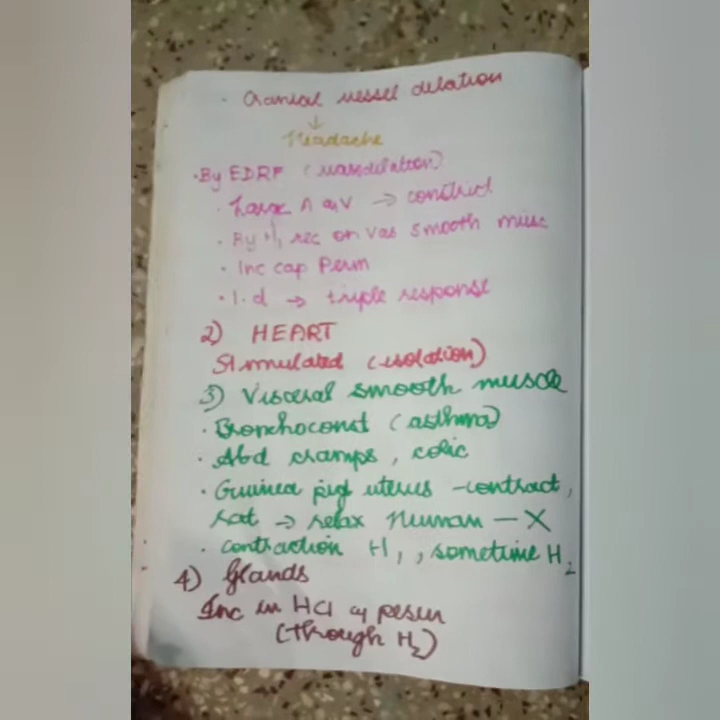 · Cranial vessel dilation
↓
Headache
· By EDRF (vasodilation)
· Large A & V → constrict
· By H₁ rec on vas smooth musc
· Inc cap Perm
· I.d → triple response
2) HEART
Stimulated (isolation)
3) Visceral smooth muscle
· Bronchoconst (asthma)
· Abd cramps, colic
· Guinea pig uterus - contract,
rat → relax Human - X
· contraction H₁, , sometime H₂
4) Glands
Inc in HCl &
(through H₂)